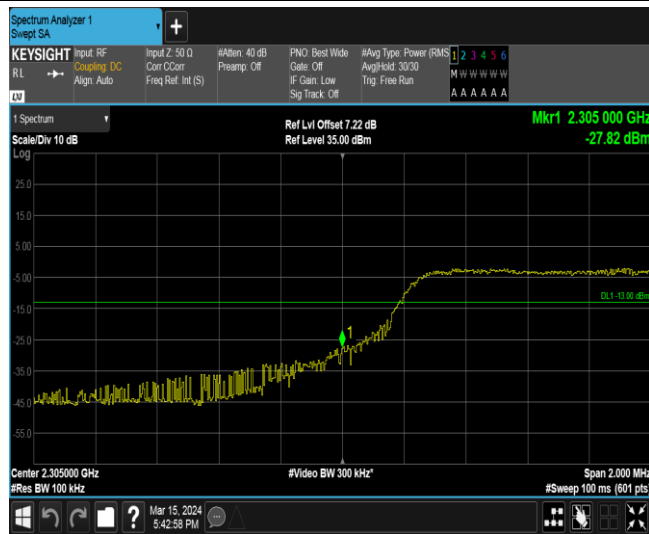 Spectrum Analyzer 1
Swept SA
+
KEYSIGHT
RL
LXI
Input: RF
Coupling: DC
Align: Auto
Input Z: 50 Ω
Corr CCorr
Freq Ref: Int (S)
#Atten: 40 dB
Preamp: Off
PNO: Best Wide
Gate: Off
IF Gain: Low
Sig Track: Off
#Avg Type: Power (RMS
Avg|Hold: 30/30
Trig: Free Run
1 2 3 4 5 6
M W W W W W
A A A A A A
1 Spectrum
Scale/Div 10 dB
Log
Ref Lvl Offset 7.22 dB
Ref Level 35.00 dBm
Mkr1 2.305 000 GHz
-27.82 dBm
25.0
15.0
5.00
-5.00
DL1 -13.00 dBm
-15.0
1
-25.0
-35.0
-45.0
-55.0
Center 2.305000 GHz
#Video BW 300 kHz*
Span 2.000 MHz
#Res BW 100 kHz
#Sweep 100 ms (601 pts)
?
Mar 15, 2024
5:42:58 PM